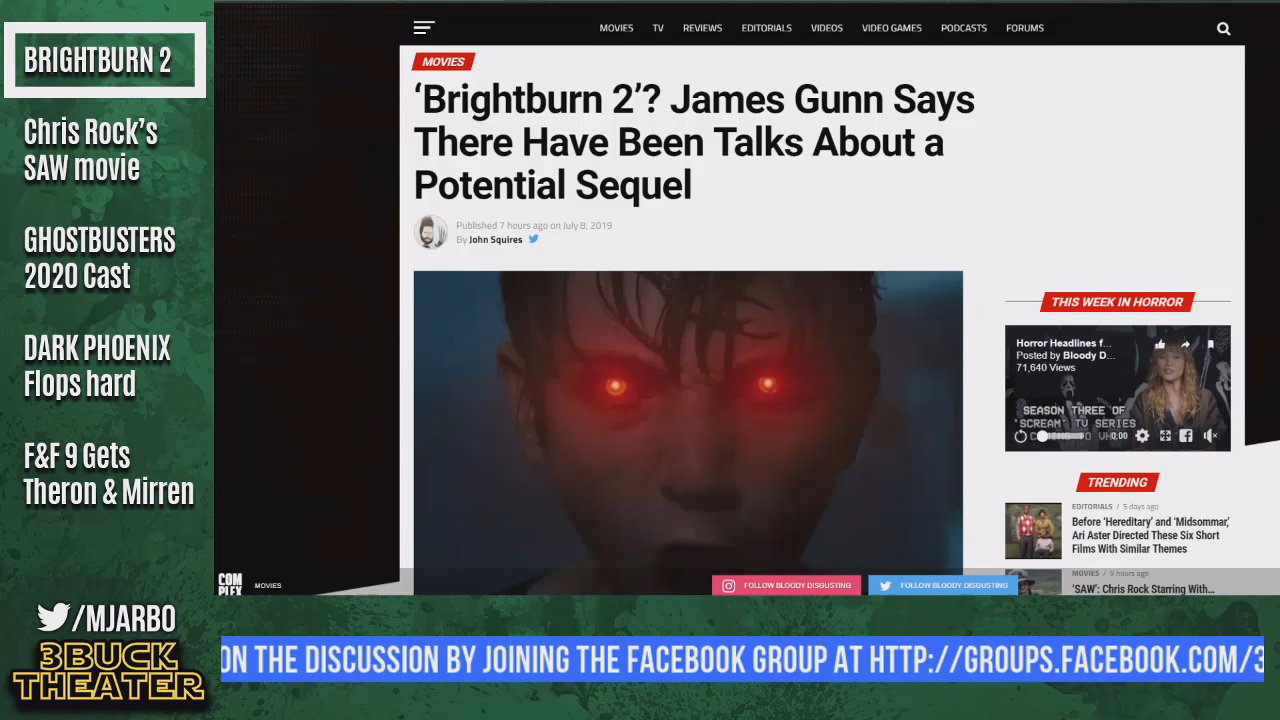 BRIGHTBURN 2
Chris Rock's
SAW movie
GHOSTBUSTERS
2020 Cast
DARK PHOENIX
Flops hard
F&F 9 Gets
Theron & Mirren
/MJARBO
3BUCK
THEATER
MOVIES TV REVIEWS EDITORIALS VIDEOS VIDEO GAMES PODCASTS FORUMS
MOVIES
‘Brightburn 2’? James Gunn Says
There Have Been Talks About a
Potential Sequel
Published 7 hours ago on July 8, 2019
By John Squires
THIS WEEK IN HORROR
Horror Headlines f...
Posted by Bloody D...
71,640 Views
SEASON THREE OF
'SCREAM' TV SERIES
0:00
TRENDING
EDITORIALS / 5 days ago
Before ‘Hereditary’ and ‘Midsommar,’
Ari Aster Directed These Six Short
Films With Similar Themes
MOVIES / 9 hours ago
‘SAW’: Chris Rock Starring With...
COM
PLEX
MOVIES
FOLLOW BLOODY DISGUSTING
FOLLOW BLOODY DISGUSTING
ON THE DISCUSSION BY JOINING THE FACEBOOK GROUP AT HTTP://GROUPS.FACEBOOK.COM/3